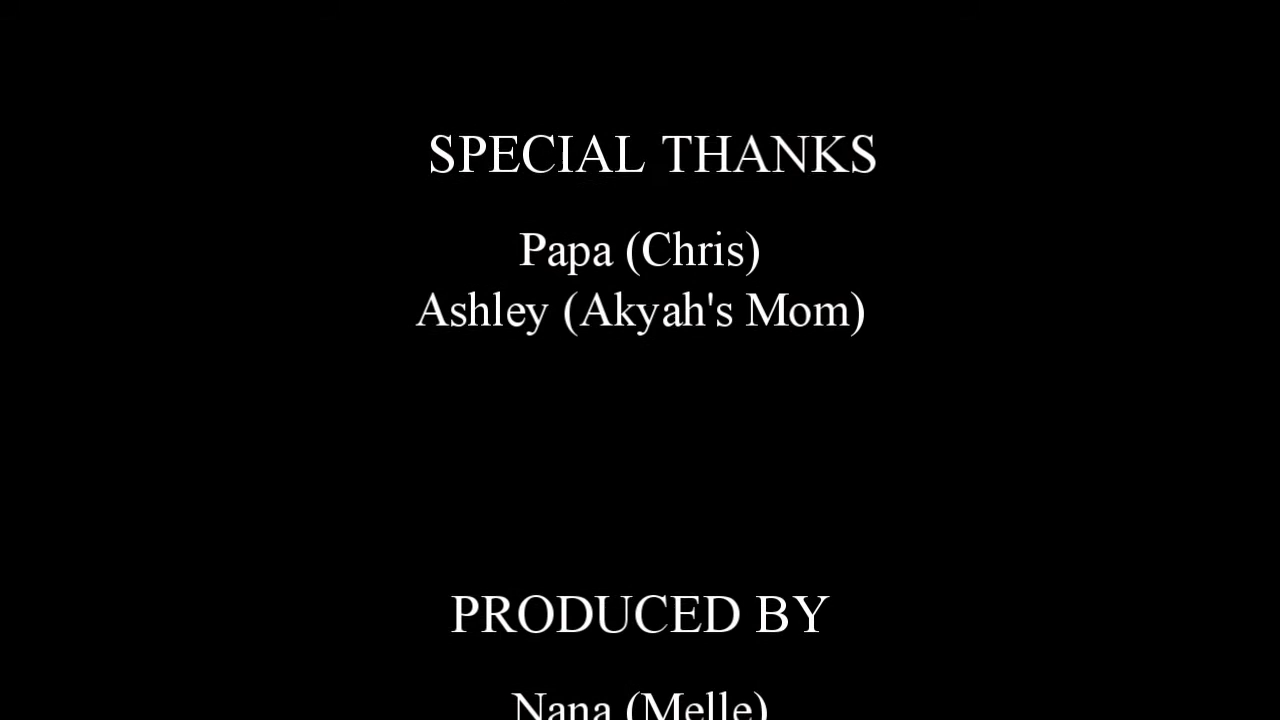 SPECIAL THANKS
Papa (Chris)
Ashley (Akyah's Mom)
PRODUCED BY
Nana (Melle)